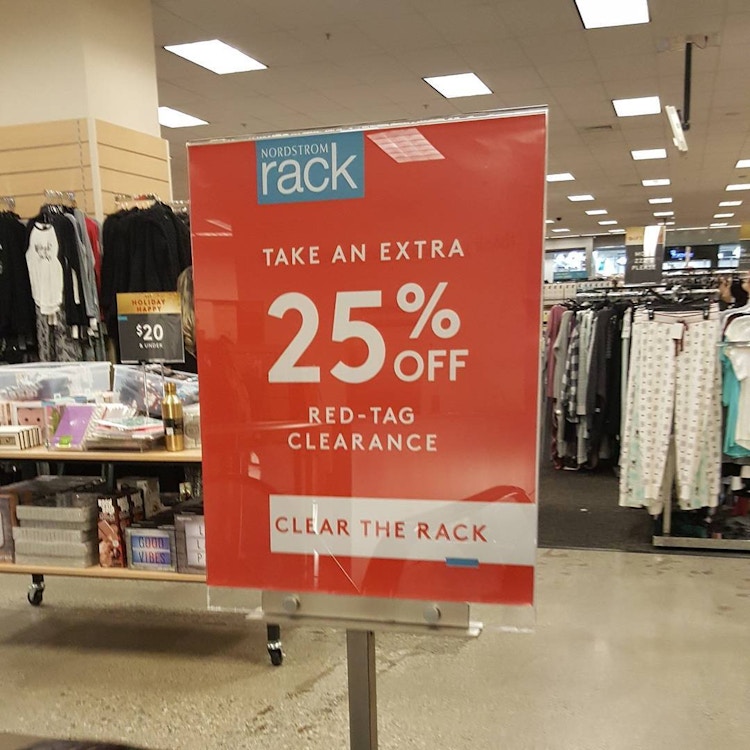 NORDSTROM
rack
TAKE AN EXTRA
25% OFF
RED-TAG
CLEARANCE
CLEAR THE RACK
HOLIDAY
HAPPY
$20
& UNDER
GOOD
VIBES
PLEASE